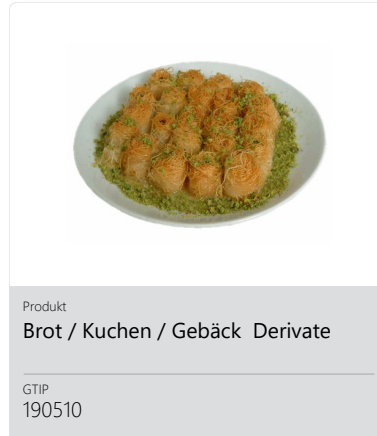 Produkt
Brot / Kuchen / Gebäck  Derivate
GTIP
190510